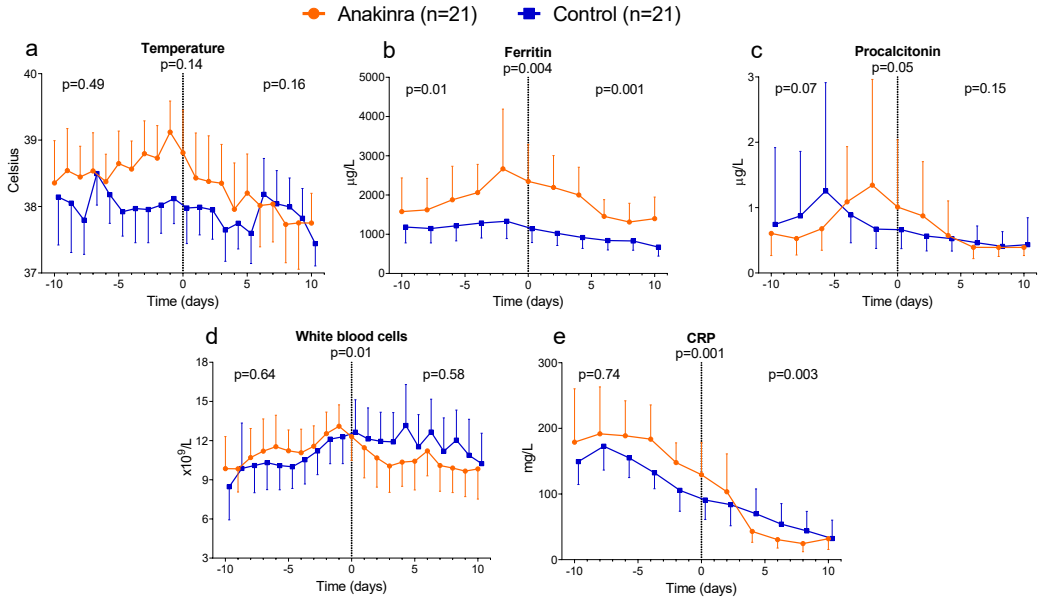 Anakinra (n=21) Control (n=21)
a
Temperature
p=0.14
p=0.49
p=0.16
40
39
38
37
Celsius
-10 -5 0 5 10
Time (days)
b
Ferritin
p=0.004
p=0.01
p=0.001
5000
4000
3000
2000
1000
0
µg/L
-10 -5 0 5 10
Time (days)
c
Procalcitonin
p=0.05
p=0.07
p=0.15
3
2
1
0
µg/L
-10 -5 0 5 10
Time (days)
d
White blood cells
p=0.01
p=0.64
p=0.58
18
15
12
9
6
3
x10⁹/L
-10 -5 0 5 10
Time (days)
e
CRP
p=0.001
p=0.74
p=0.003
300
200
100
0
mg/L
-10 -5 0 5 10
Time (days)